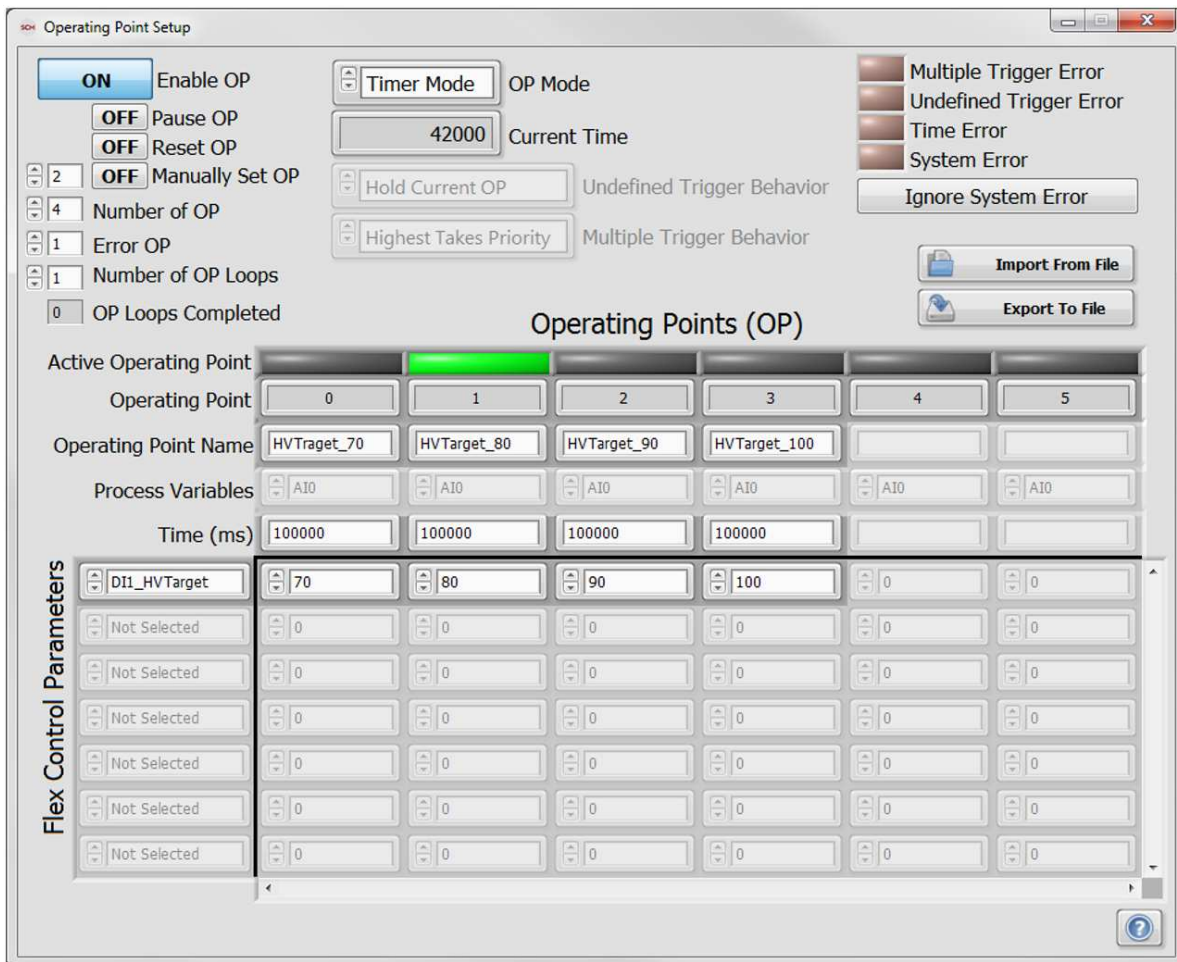 SCM Operating Point Setup
ON Enable OP
Timer Mode OP Mode
Multiple Trigger Error
Undefined Trigger Error
OFF Pause OP
42000 Current Time
Time Error
OFF Reset OP
System Error
2 OFF Manually Set OP
Hold Current OP Undefined Trigger Behavior
Ignore System Error
4 Number of OP
Highest Takes Priority Multiple Trigger Behavior
1 Error OP
Import From File
1 Number of OP Loops
Export To File
0 OP Loops Completed
Operating Points (OP)
Active Operating Point
Operating Point 0 1 2 3 4 5
Operating Point Name HVTraget_70 HVTarget_80 HVTarget_90 HVTarget_100
Process Variables AI0 AI0 AI0 AI0 AI0 AI0
Time (ms) 100000 100000 100000 100000
Flex Control Parameters
DI1_HVTarget 70 80 90 100 0 0
Not Selected 0 0 0 0 0 0
Not Selected 0 0 0 0 0 0
Not Selected 0 0 0 0 0 0
Not Selected 0 0 0 0 0 0
Not Selected 0 0 0 0 0 0
Not Selected 0 0 0 0 0 0